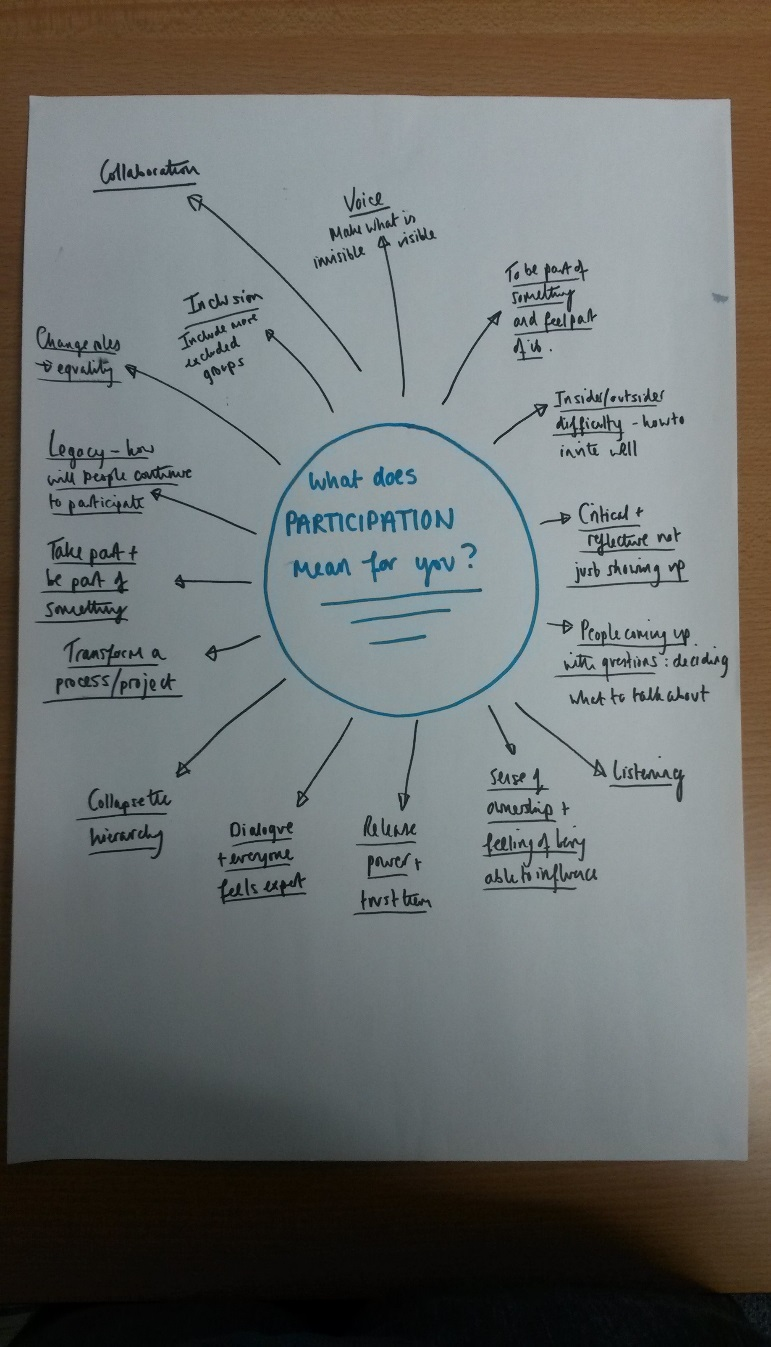 What does
PARTICIPATION
mean for you?
Collaboration
Voice
Make what is
invisible visible
To be part of
something
and feel part
of it.
Insider/outsider
difficulty - how to
invite well
Critical +
reflective not
just showing up
People coming up
with questions : deciding
what to talk about
Listening
Sense of
ownership +
feeling of being
able to influence
Release
power +
trust them
Dialogue
+ everyone
feels expert
Collapse the
hierarchy
Transform a
process/project
Take part +
be part of
something
Legacy - how
will people continue
to participate
Change roles
→ equality
Inclusion
Include more
excluded
groups